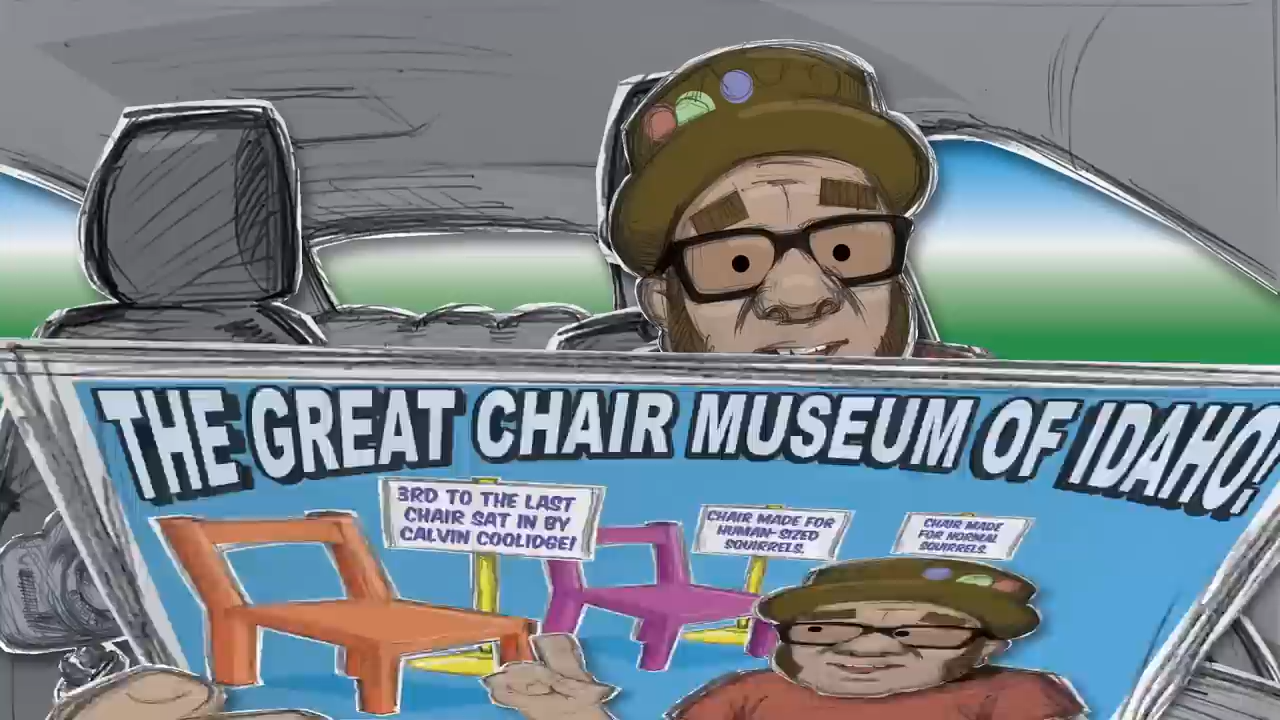 THE GREAT CHAIR MUSEUM OF IDAHO!
3RD TO THE LAST
CHAIR SAT IN BY
CALVIN COOLIDGE!
CHAIR MADE FOR
HUMAN-SIZED
SQUIRRELS.
CHAIR MADE
FOR NORMAL
SQUIRRELS.